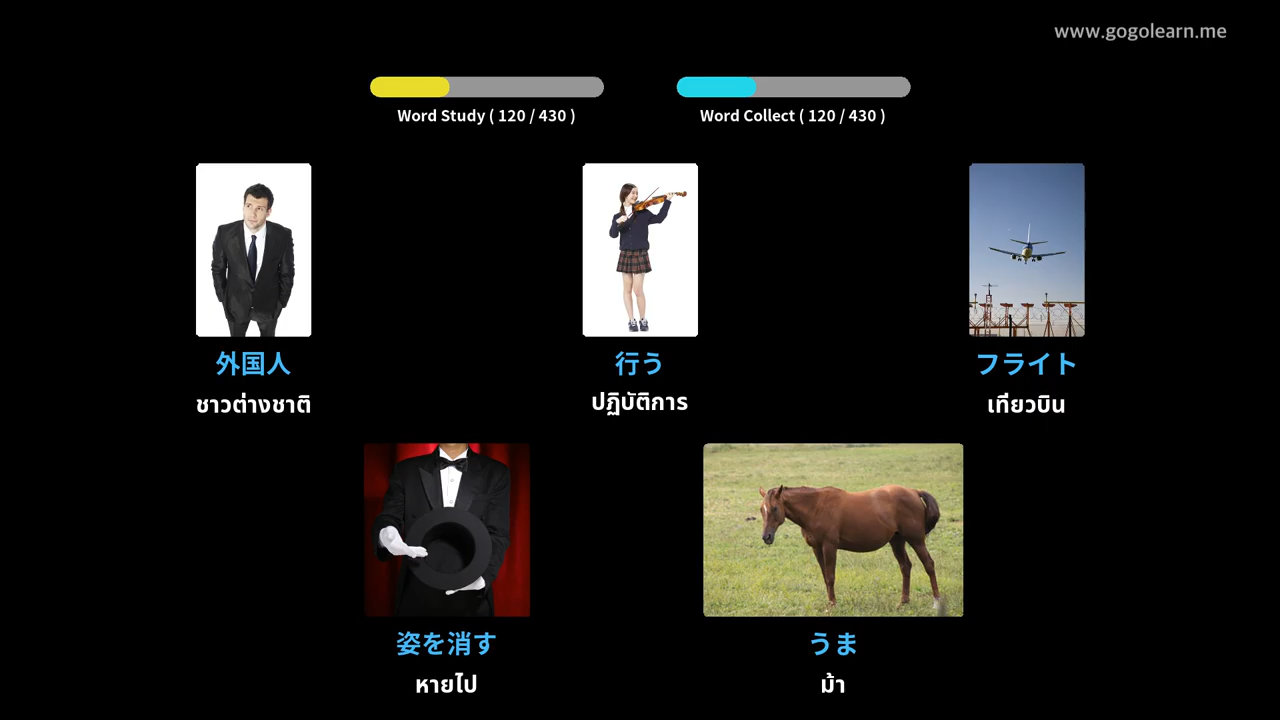 www.gogolearn.me
Word Study ( 120 / 430 )
Word Collect ( 120 / 430 )
外国人
行う
フライト
ชาวต่างชาติ
ปฏิบัติการ
เที่ยวบิน
姿を消す
うま
หายไป
ม้า